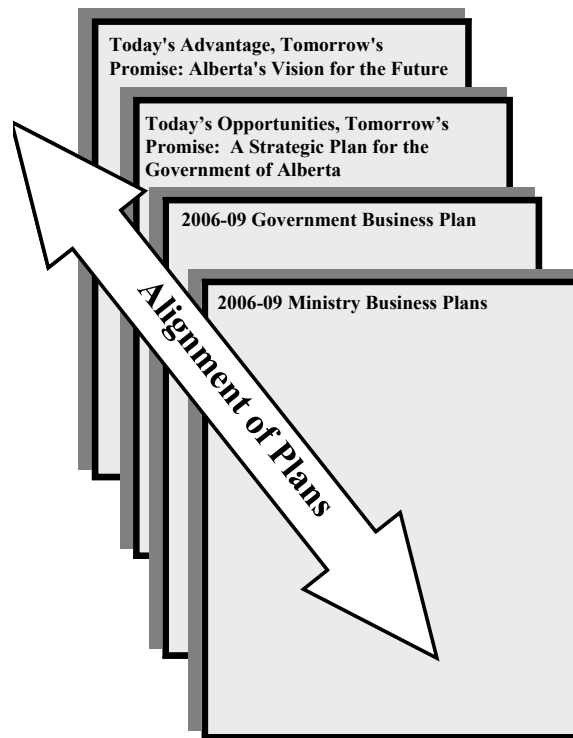 Today's Advantage, Tomorrow's
Promise: Alberta's Vision for the Future
Today’s Opportunities, Tomorrow’s
Promise:  A Strategic Plan for the
Government of Alberta
2006-09 Government Business Plan
2006-09 Ministry Business Plans
Alignment of Plans